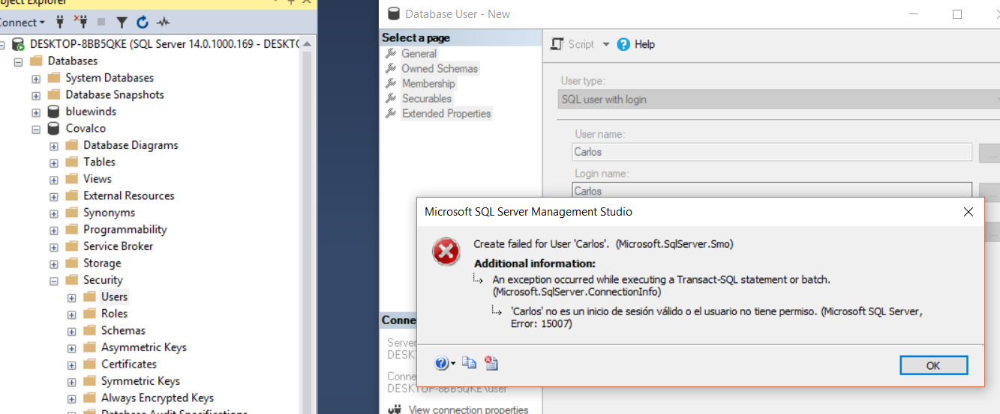 bject Explorer
Connect
DESKTOP-8BB5QKE (SQL Server 14.0.1000.169 - DESKTO
Databases
System Databases
Database Snapshots
bluewinds
Covalco
Database Diagrams
Tables
Views
External Resources
Synonyms
Programmability
Service Broker
Storage
Security
Users
Roles
Schemas
Asymmetric Keys
Certificates
Symmetric Keys
Always Encrypted Keys
Database Audit Specifications
Database User - New
Select a page
General
Owned Schemas
Membership
Securables
Extended Properties
Script
Help
User type:
SQL user with login
User name:
Carlos
...
Login name:
Carlos
Microsoft SQL Server Management Studio
Create failed for User 'Carlos'. (Microsoft.SqlServer.Smo)
Additional information:
An exception occurred while executing a Transact-SQL statement or batch.
(Microsoft.SqlServer.ConnectionInfo)
'Carlos' no es un inicio de sesión válido o el usuario no tiene permiso. (Microsoft SQL Server,
Error: 15007)
OK
Conne
Server
DESKT
Conne
DESKTOP-8BB5QKE\user
View connection properties